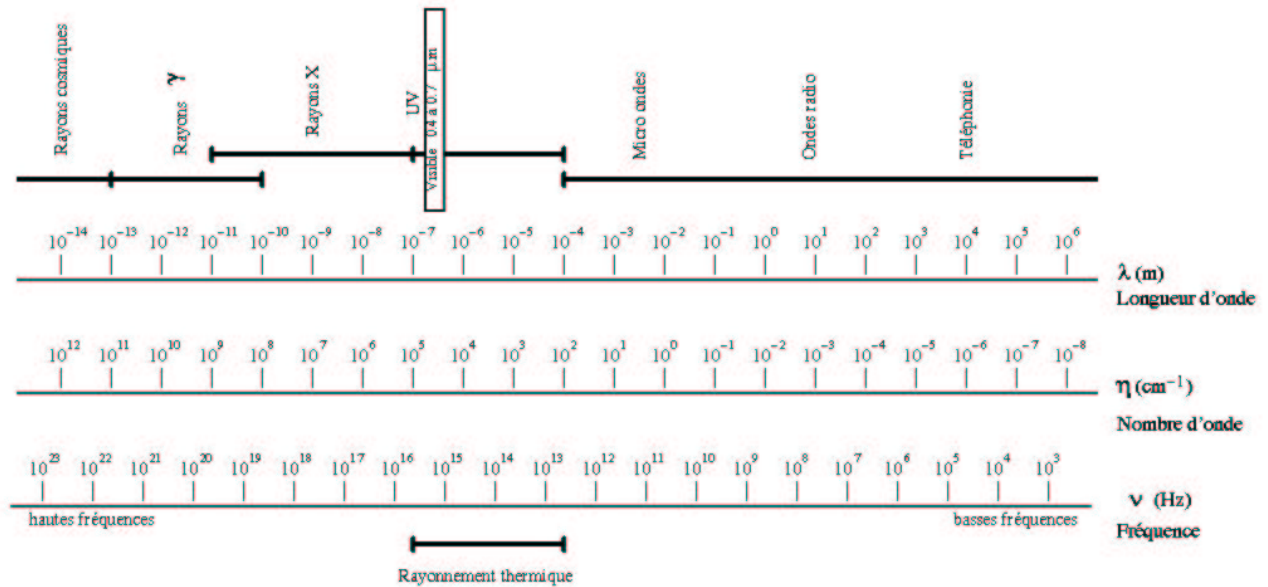 Rayons cosmiques
Rayons γ
Rayons X
UV
Visible 0.4 à 0.7 μm
Micro ondes
Ondes radio
Téléphonie
10⁻¹⁴ 10⁻¹³ 10⁻¹² 10⁻¹¹ 10⁻¹⁰ 10⁻⁹ 10⁻⁸ 10⁻⁷ 10⁻⁶ 10⁻⁵ 10⁻⁴ 10⁻³ 10⁻² 10⁻¹ 10⁰ 10¹ 10² 10³ 10⁴ 10⁵ 10⁶
λ (m)
Longueur d'onde
10¹² 10¹¹ 10¹⁰ 10⁹ 10⁸ 10⁷ 10⁶ 10⁵ 10⁴ 10³ 10² 10¹ 10⁰ 10⁻¹ 10⁻² 10⁻³ 10⁻⁴ 10⁻⁵ 10⁻⁶ 10⁻⁷ 10⁻⁸
η (cm⁻¹)
Nombre d'onde
10²³ 10²² 10²¹ 10²⁰ 10¹⁹ 10¹⁸ 10¹⁷ 10¹⁶ 10¹⁵ 10¹⁴ 10¹³ 10¹² 10¹¹ 10¹⁰ 10⁹ 10⁸ 10⁷ 10⁶ 10⁵ 10⁴ 10³
ν (Hz)
hautes fréquences
basses fréquences
Fréquence
Rayonnement thermique